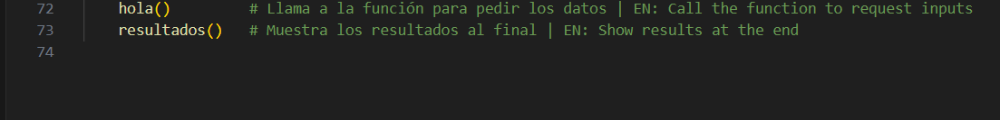 72 hola() # Llama a la función para pedir los datos | EN: Call the function to request inputs
73 resultados() # Muestra los resultados al final | EN: Show results at the end
74